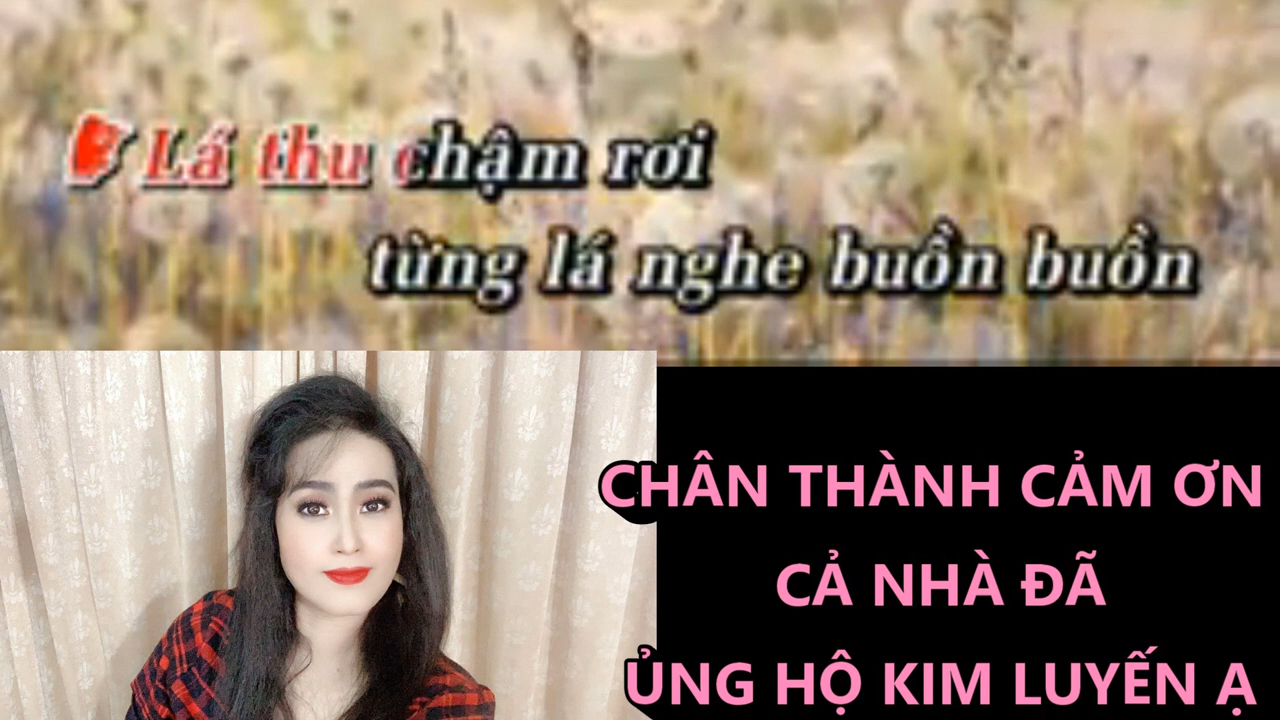 Lá thu chậm rơi
từng lá nghe buồn buồn
CHÂN THÀNH CẢM ƠN
CẢ NHÀ ĐÃ
ỦNG HỘ KIM LUYẾN Ạ